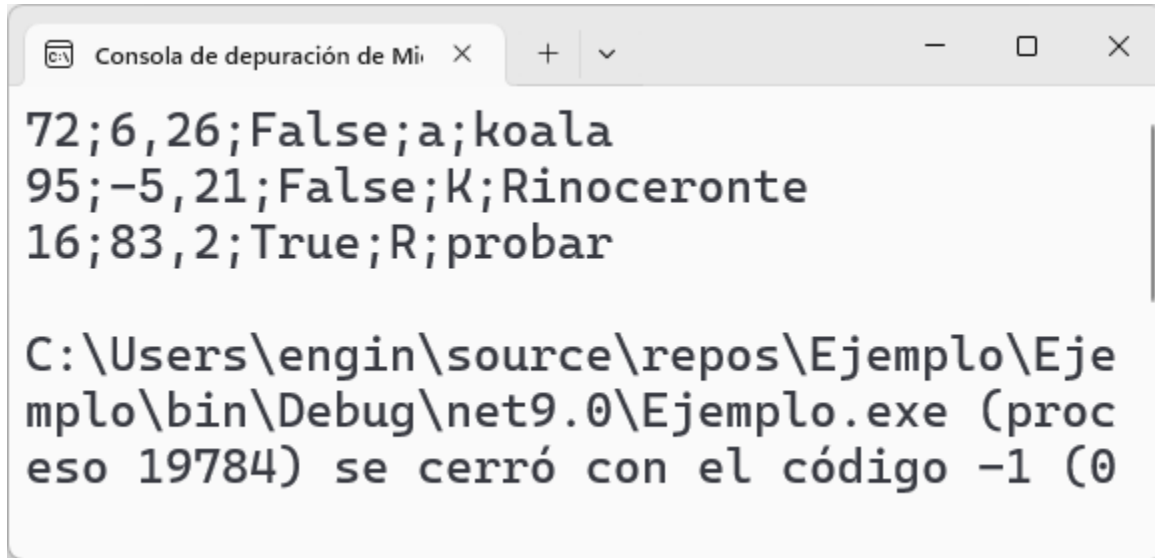 Consola de depuración de Mi
72;6,26;False;a;koala
95;-5,21;False;K;Rinoceronte
16;83,2;True;R;probar
C:\Users\engin\source\repos\Ejemplo\Eje
mplo\bin\Debug\net9.0\Ejemplo.exe (proc
eso 19784) se cerró con el código -1 (0